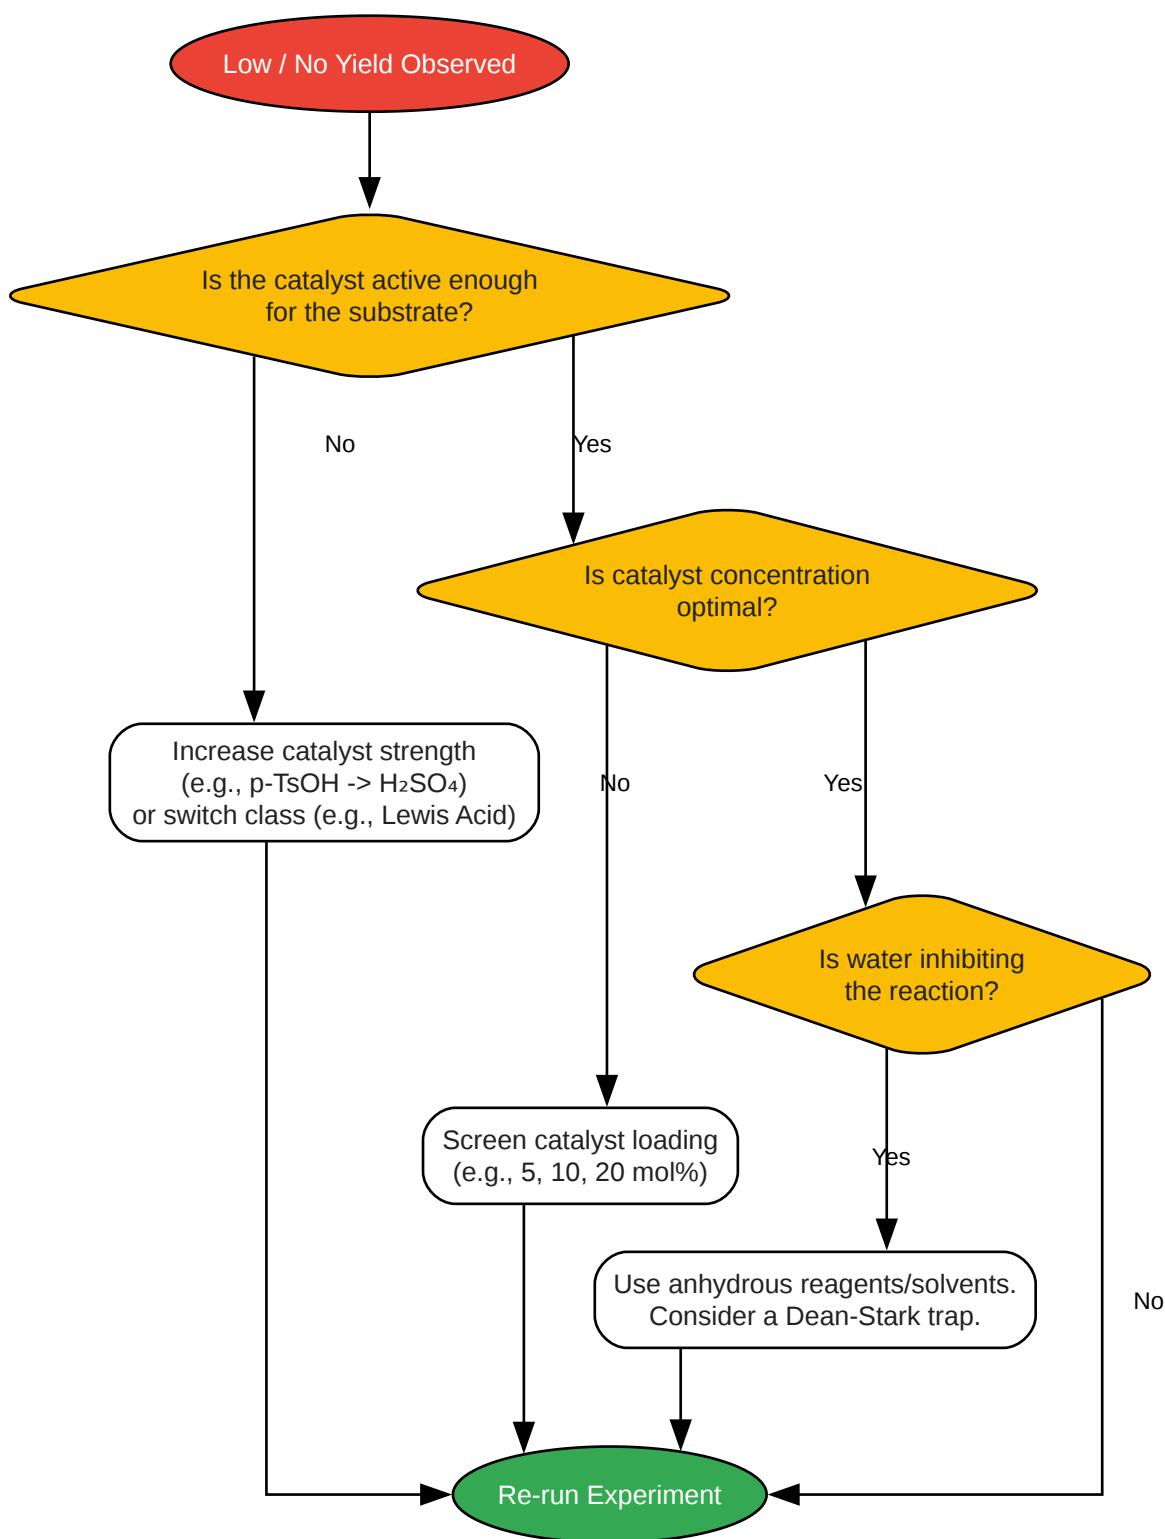 Low / No Yield Observed
Is the catalyst active enough
for the substrate?
No
Yes
Is catalyst concentration
optimal?
Increase catalyst strength
(e.g., p-TsOH -> H₂SO₄)
or switch class (e.g., Lewis Acid)
No
Yes
Is water inhibiting
the reaction?
Screen catalyst loading
(e.g., 5, 10, 20 mol%)
Yes
Use anhydrous reagents/solvents.
Consider a Dean-Stark trap.
No
Re-run Experiment